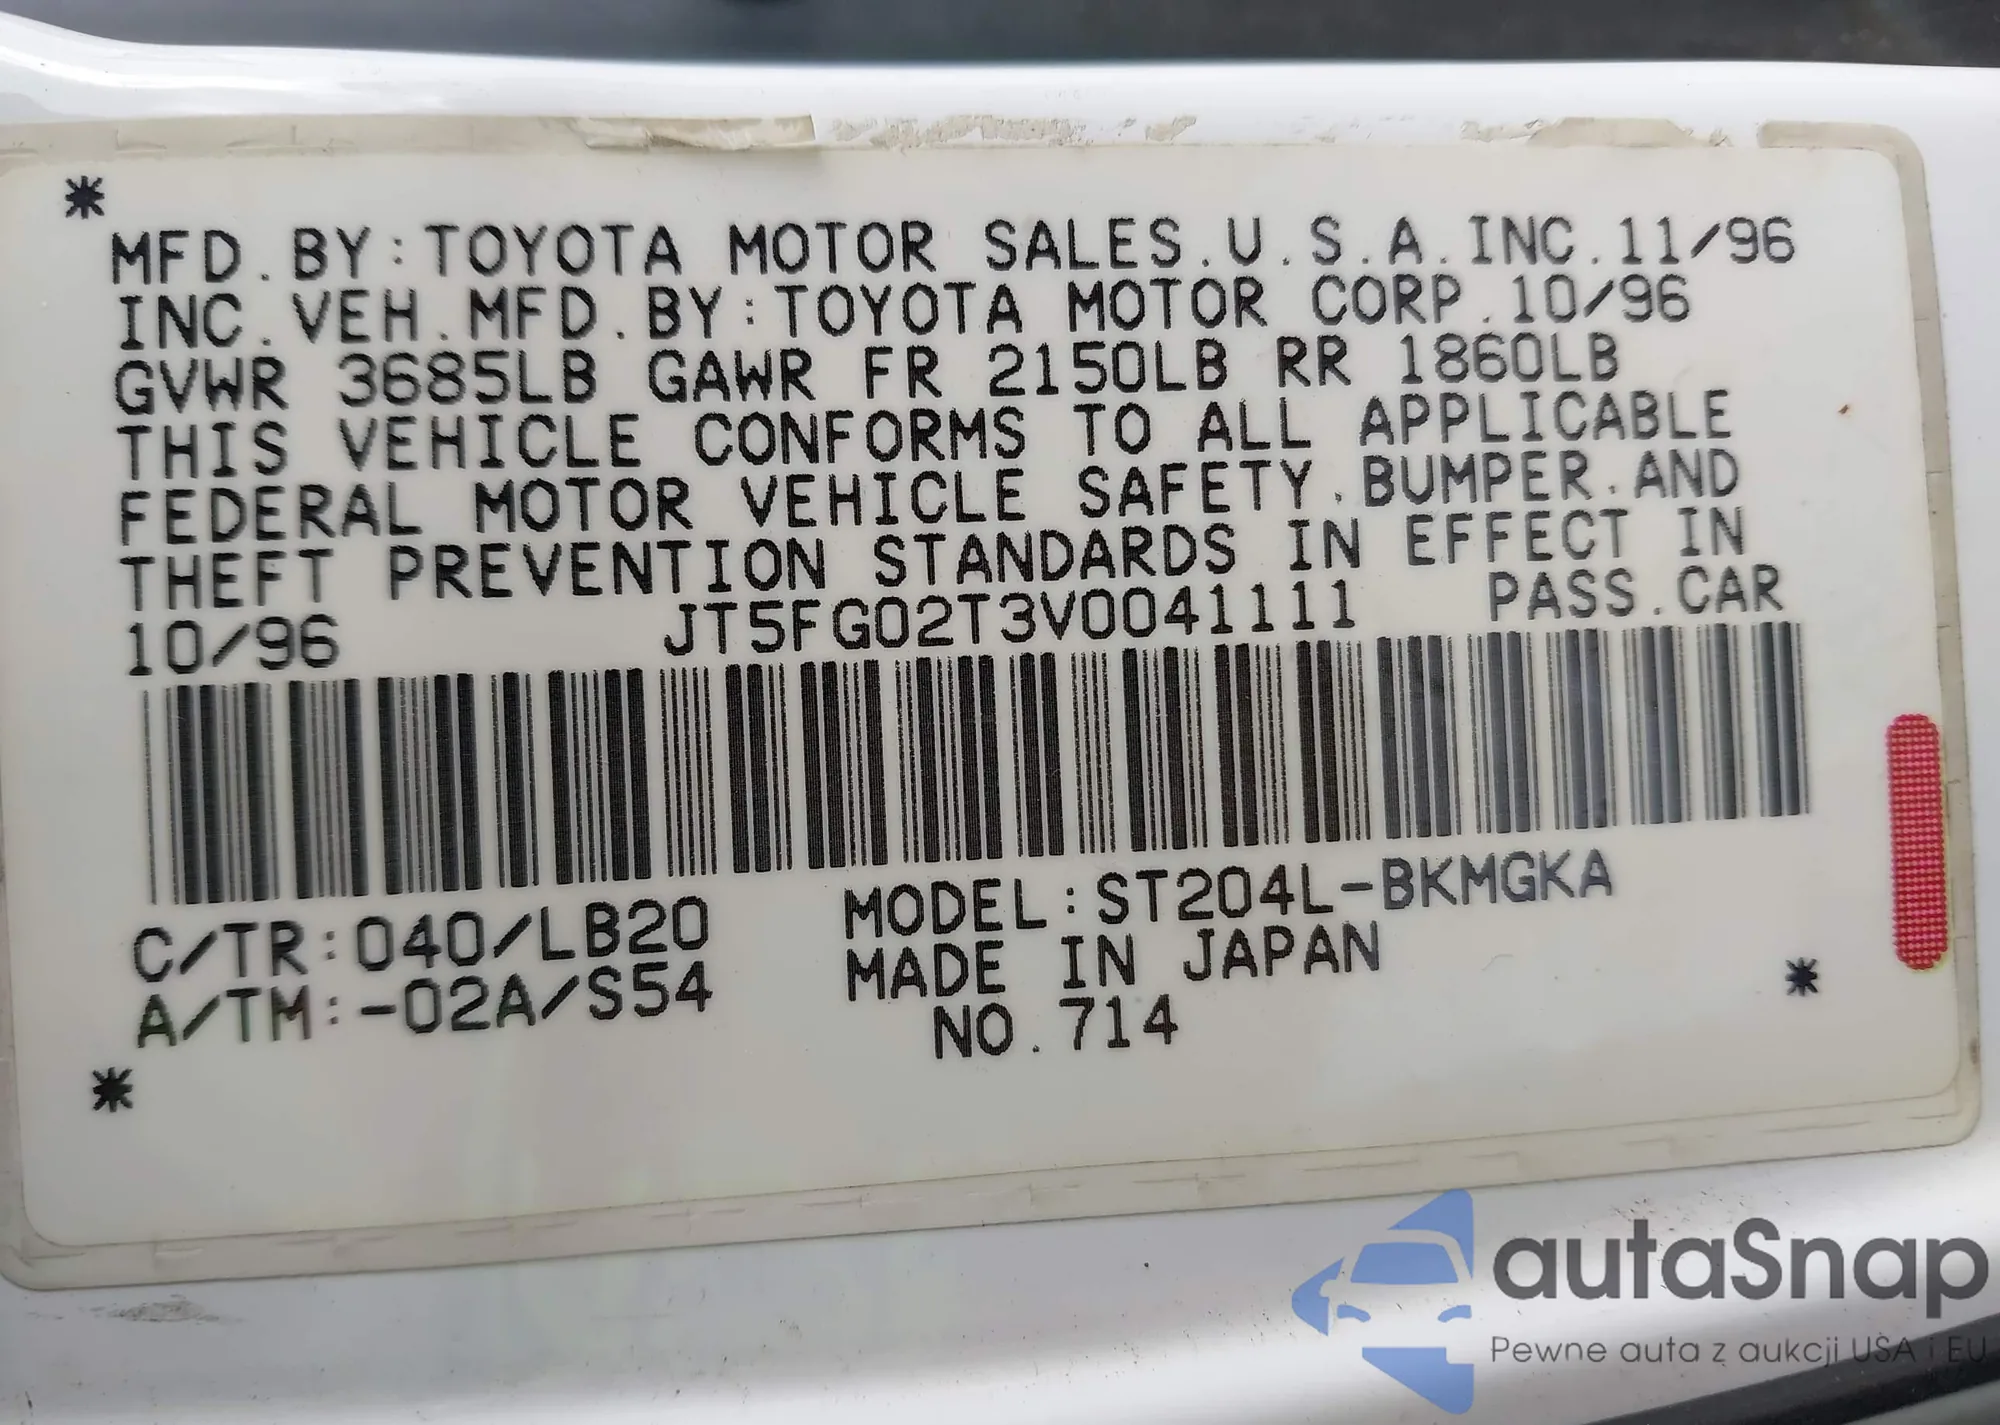 *
MFD.BY:TOYOTA MOTOR SALES.U.S.A.INC.11/96
INC.VEH.MFD.BY:TOYOTA MOTOR CORP.10/96
GVWR 3685LB GAWR FR 2150LB RR 1860LB
THIS VEHICLE CONFORMS TO ALL APPLICABLE
FEDERAL MOTOR VEHICLE SAFETY.BUMPER.AND
THEFT PREVENTION STANDARDS IN EFFECT IN
10/96 JT5FG02T3V0041111 PASS.CAR
C/TR:040/LB20 MODEL:ST204L-BKMGKA
A/TM:-02A/S54 MADE IN JAPAN *
* NO.714
autaSnap
Pewne auta z aukcji USA i EU